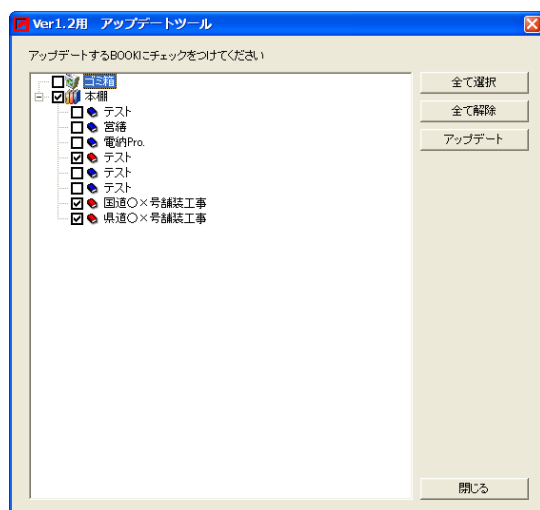 Ver1.2用 アップデートツール
アップデートするBOOKにチェックをつけてください
ゴミ箱
本棚
テスト
営繕
電納Pro.
テスト
テスト
テスト
国道〇×号舗装工事
県道〇×号舗装工事
全て選択
全て解除
アップデート
閉じる